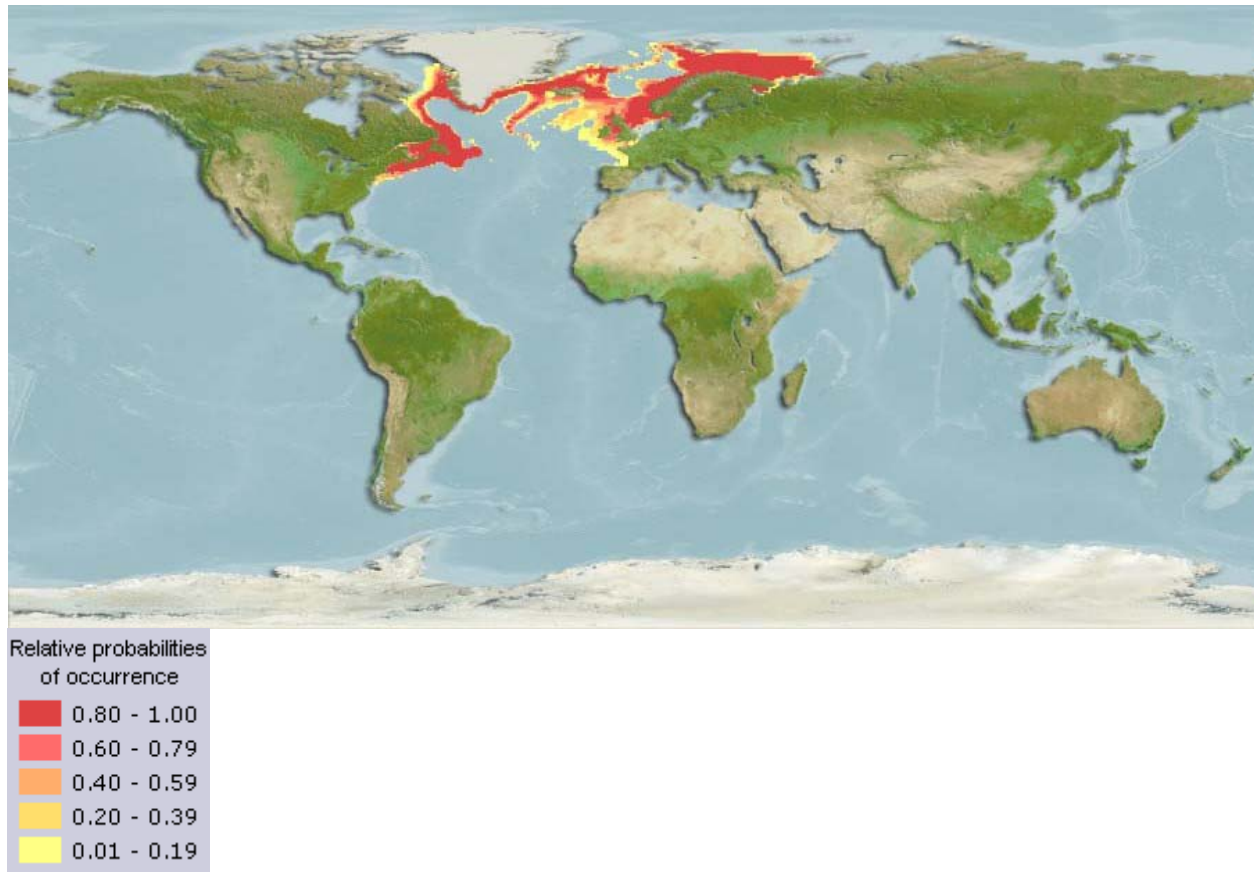 Relative probabilities
of occurrence
0.80 - 1.00
0.60 - 0.79
0.40 - 0.59
0.20 - 0.39
0.01 - 0.19